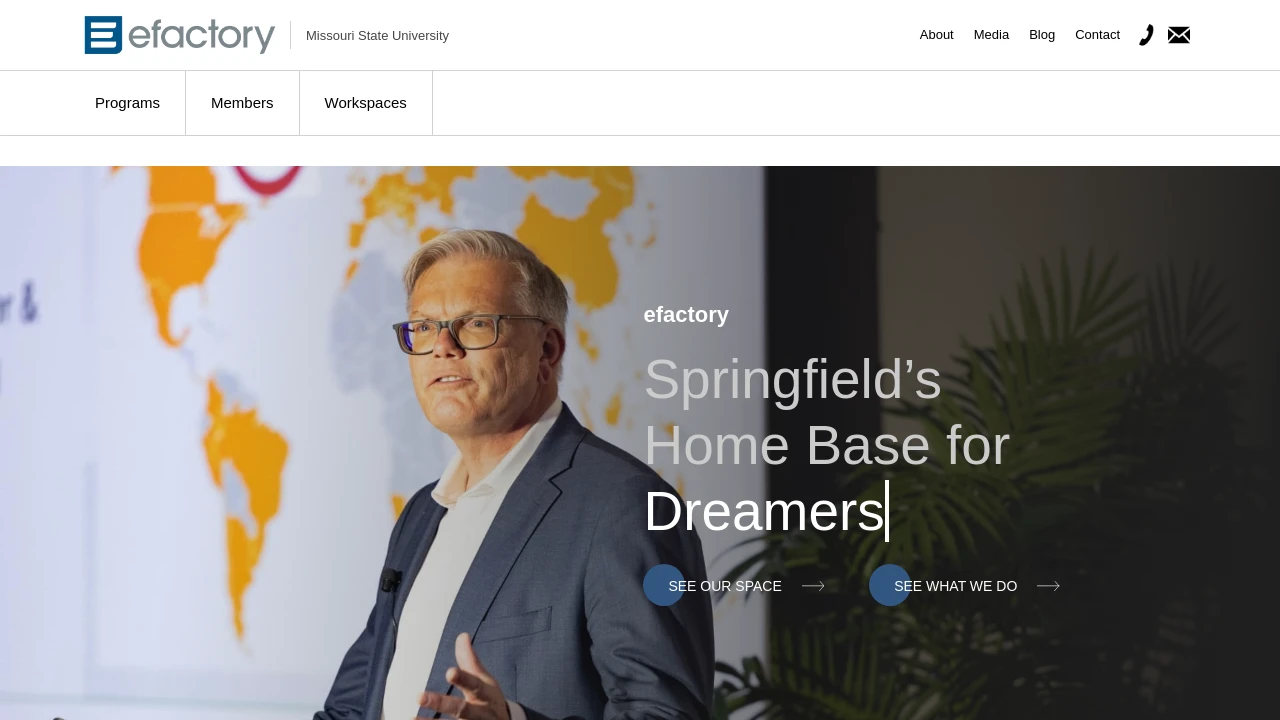 efactory
Missouri State University
About
Media
Blog
Contact
Programs
Members
Workspaces
efactory
Springfield’s
Home Base for
Dreamers
SEE OUR SPACE
SEE WHAT WE DO
&